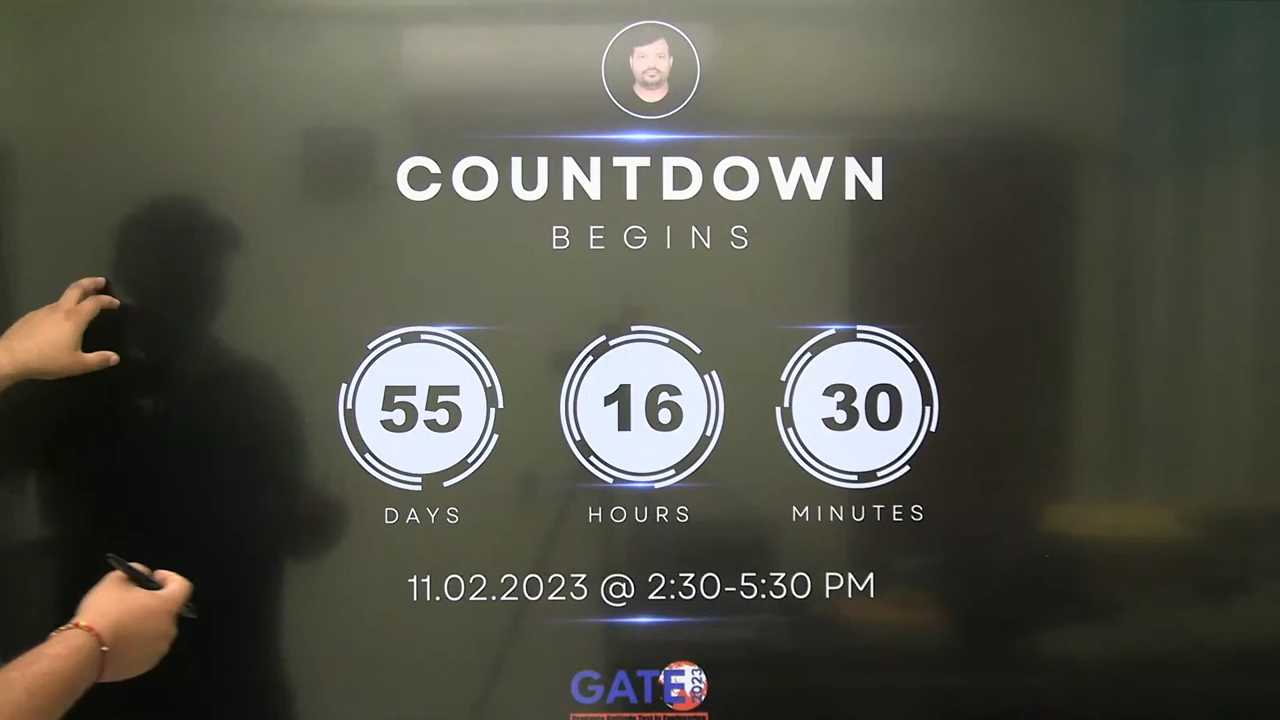 COUNTDOWN
BEGINS
55 16 30
DAYS HOURS MINUTES
11.02.2023 @ 2:30-5:30 PM
GATE 2023